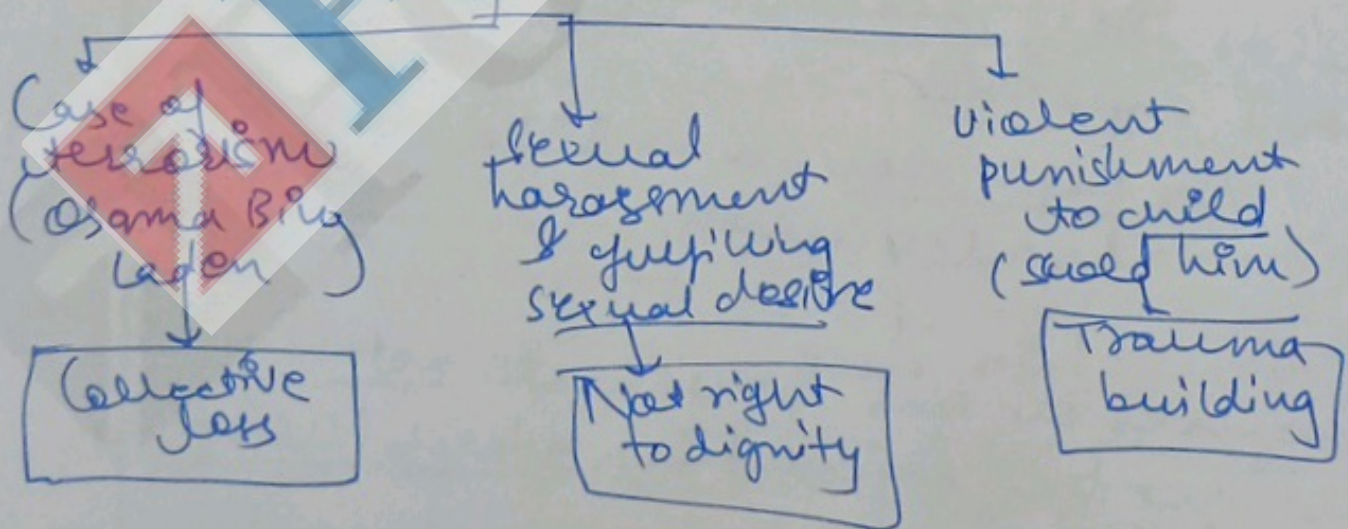 Case of
terrorism
(Osama Bin
Laden)
Collective
loss
Sexual
harassment
& fulfilling
sexual desire
Not right
to dignity
Violent
punishment
to child
(scold him)
Trauma
building